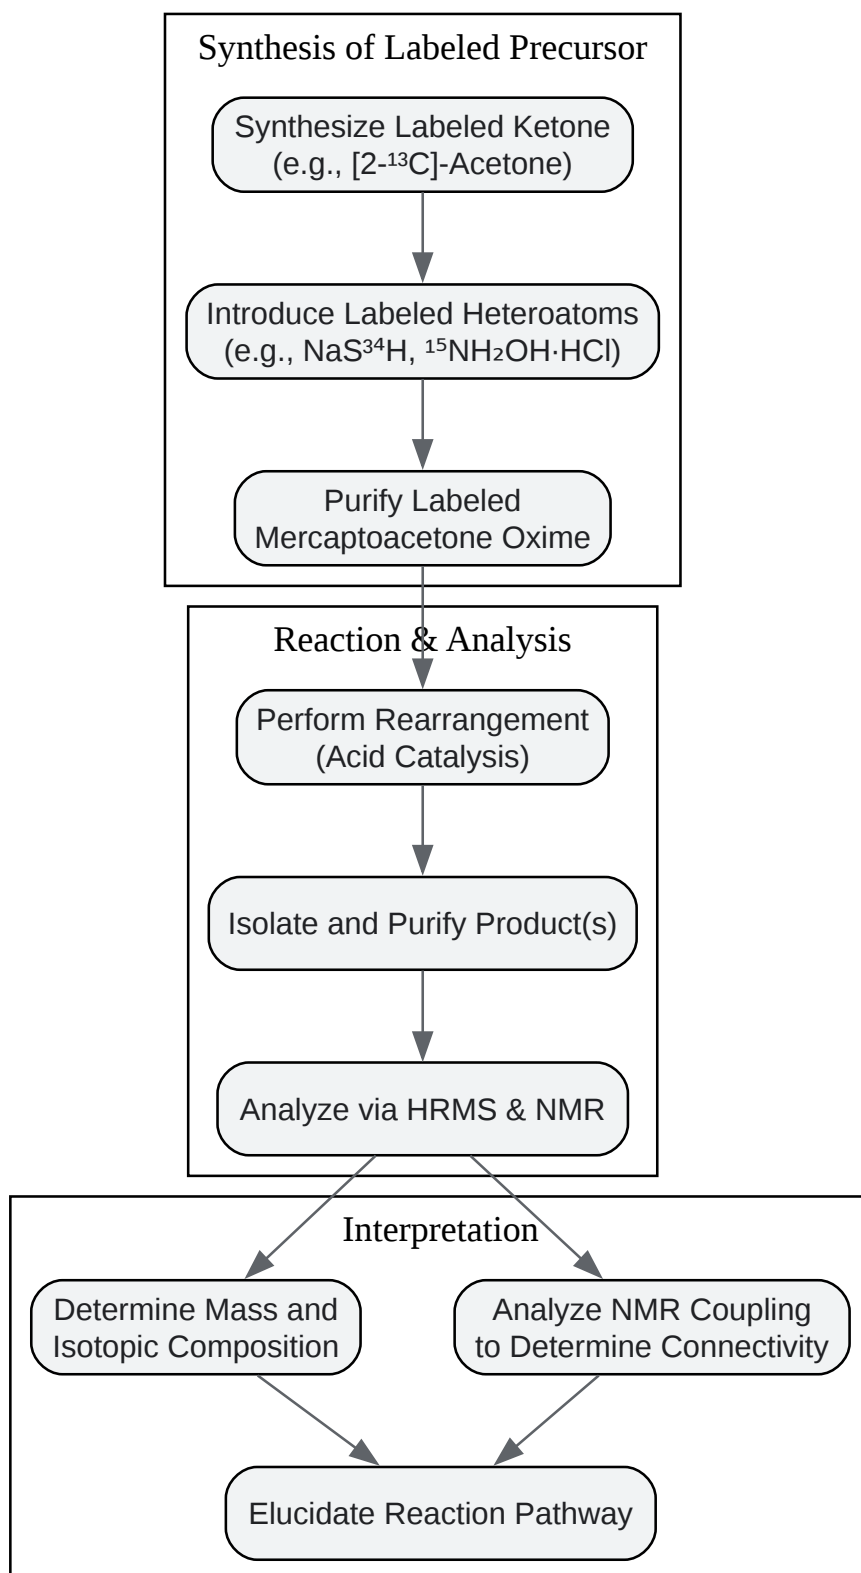 Synthesis of Labeled Precursor
Synthesize Labeled Ketone
(e.g., [2-¹³C]-Acetone)
Introduce Labeled Heteroatoms
(e.g., NaS³⁴H, ¹⁵NH₂OH·HCl)
Purify Labeled
Mercaptoacetone Oxime
Reaction & Analysis
Perform Rearrangement
(Acid Catalysis)
Isolate and Purify Product(s)
Analyze via HRMS & NMR
Interpretation
Determine Mass and
Isotopic Composition
Analyze NMR Coupling
to Determine Connectivity
Elucidate Reaction Pathway